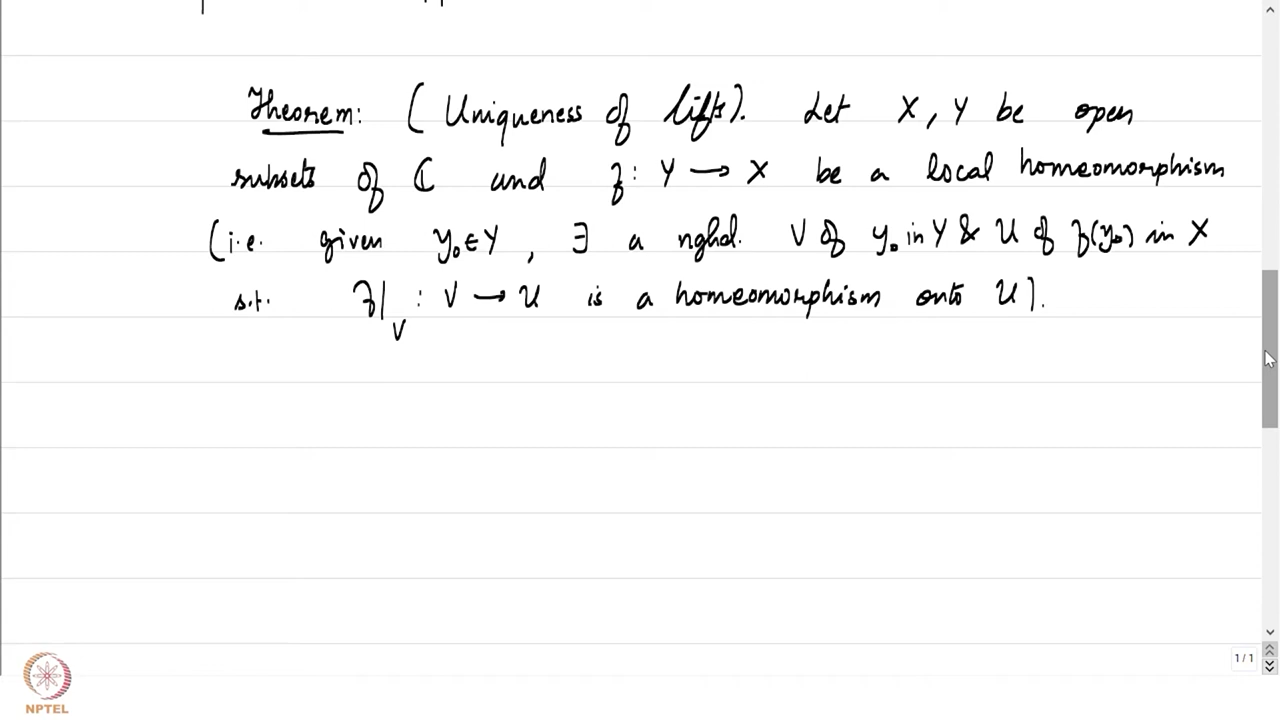 Theorem: (Uniqueness of lifts). Let X, Y be open
subsets of ℂ and f: Y ⟶ X be a local homeomorphism
(i.e. given y₀ ∈ Y, ∃ a nghd. V of y₀ in Y & U of f(y₀) in X
s.t. f|_V : V → U is a homeomorphism onto U).
1 / 1
NPTEL